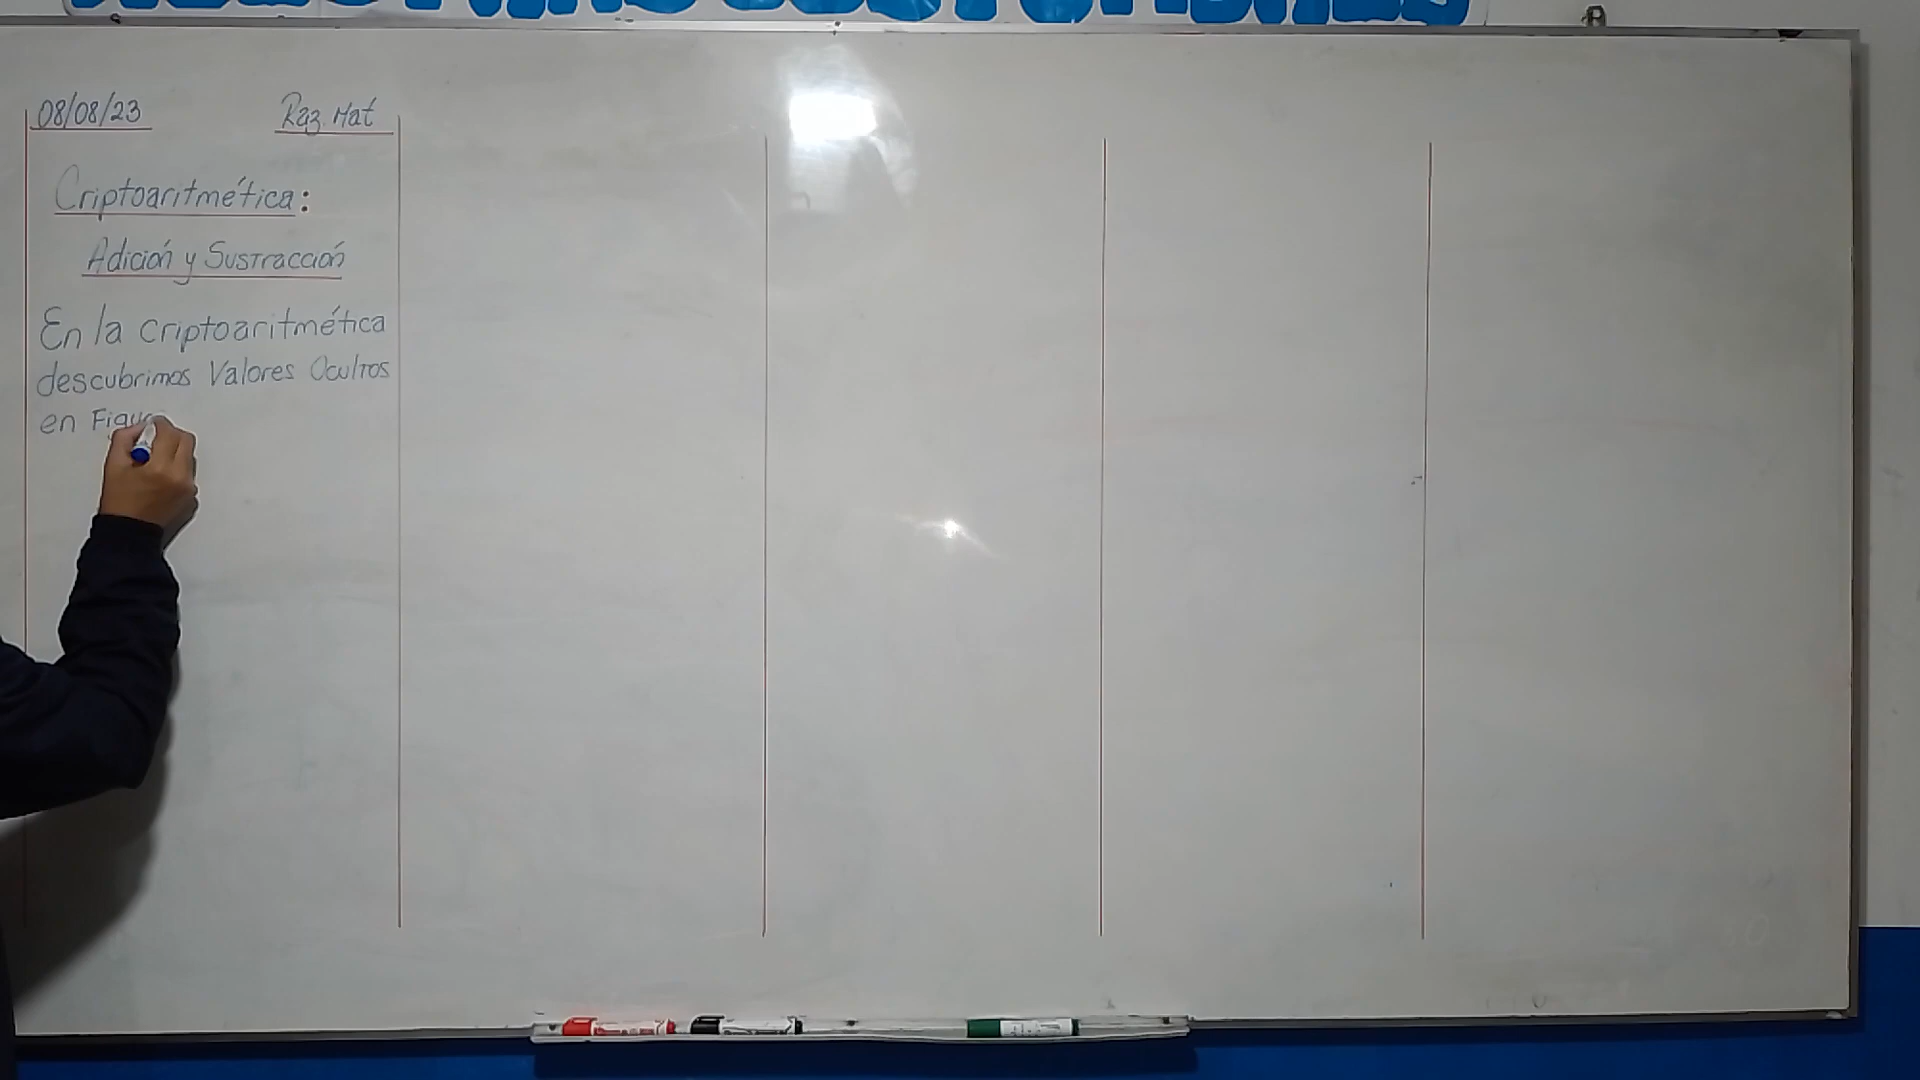 08/08/23 Raz. Mat
Criptoaritmética:
Adición y Sustracción
En la criptoaritmética
descubrimos Valores Ocultos
en